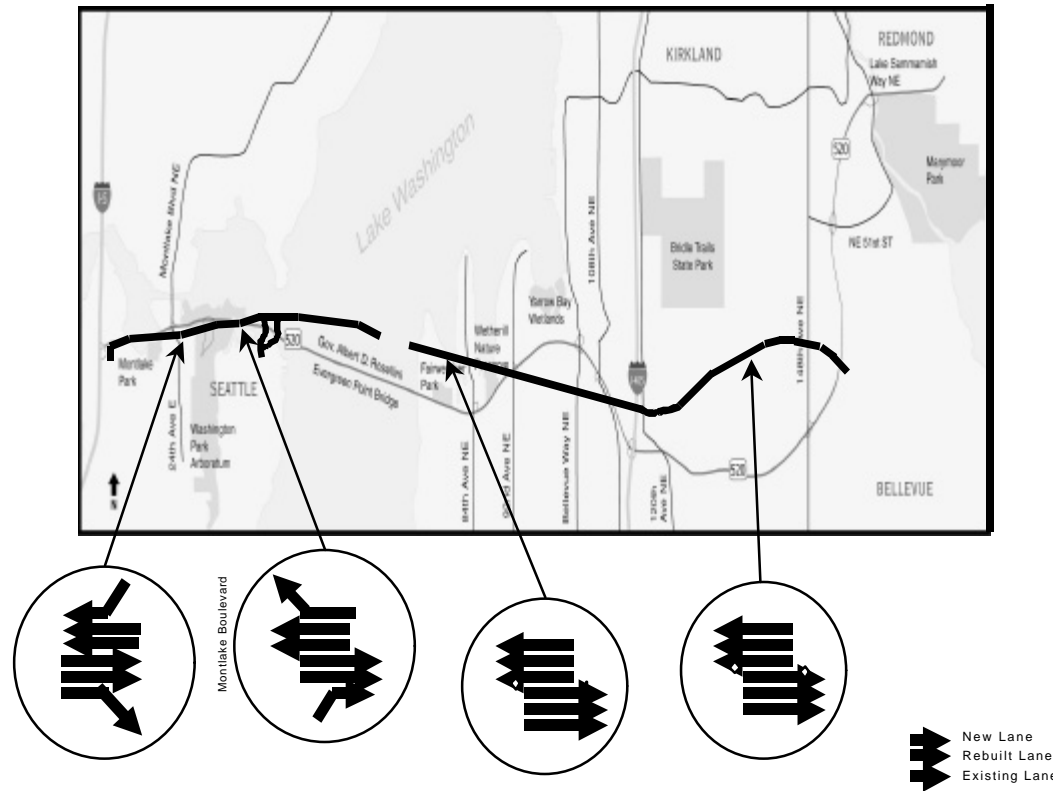 REDMOND
KIRKLAND
Lake Sammamish
Way NE
520
Marymoor
Park
Lake Washington
Montlake Blvd NE
108th Ave NE
NE 51st ST
Bridle Trails
State Park
Yarrow Bay
Wetlands
148th Ave NE
Wetherill
Nature
520
Gov. Albert D. Rosellini
Evergreen Point Bridge
Montlake
Park
SEATTLE
Park
24th Ave E
Washington
Park
Arboretum
84th Ave NE
92nd Ave NE
Bellevue Way NE
120th
Ave NE
520
BELLEVUE
Montlake Boulevard
New Lane
Rebuilt Lane
Existing Lane